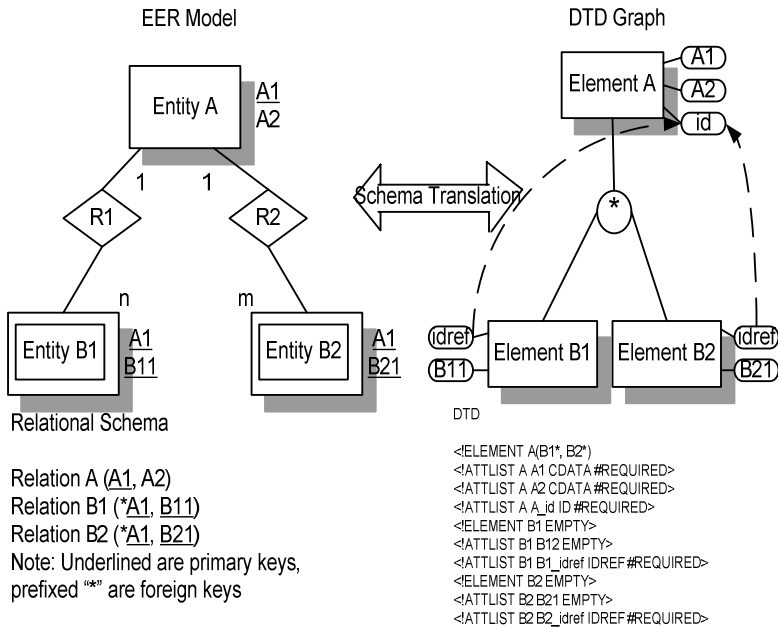 EER Model
DTD Graph
Entity A
A1
A2
Element A
A1
A2
id
1
1
R1
R2
Schema Translation
*
n
m
Entity B1
A1
B11
Entity B2
A1
B21
idref
B11
Element B1
Element B2
idref
B21
Relational Schema
Relation A (A1, A2)
Relation B1 (*A1, B11)
Relation B2 (*A1, B21)
Note: Underlined are primary keys,
prefixed “*” are foreign keys
DTD
<!ELEMENT A(B1*, B2*)
<!ATTLIST A A1 CDATA #REQUIRED>
<!ATTLIST A A2 CDATA #REQUIRED>
<!ATTLIST A A_id ID #REQUIRED>
<!ELEMENT B1 EMPTY>
<!ATTLIST B1 B12 EMPTY>
<!ATTLIST B1 B1_idref IDREF #REQUIRED>
<!ELEMENT B2 EMPTY>
<!ATTLIST B2 B21 EMPTY>
<!ATTLIST B2 B2_idref IDREF #REQUIRED>